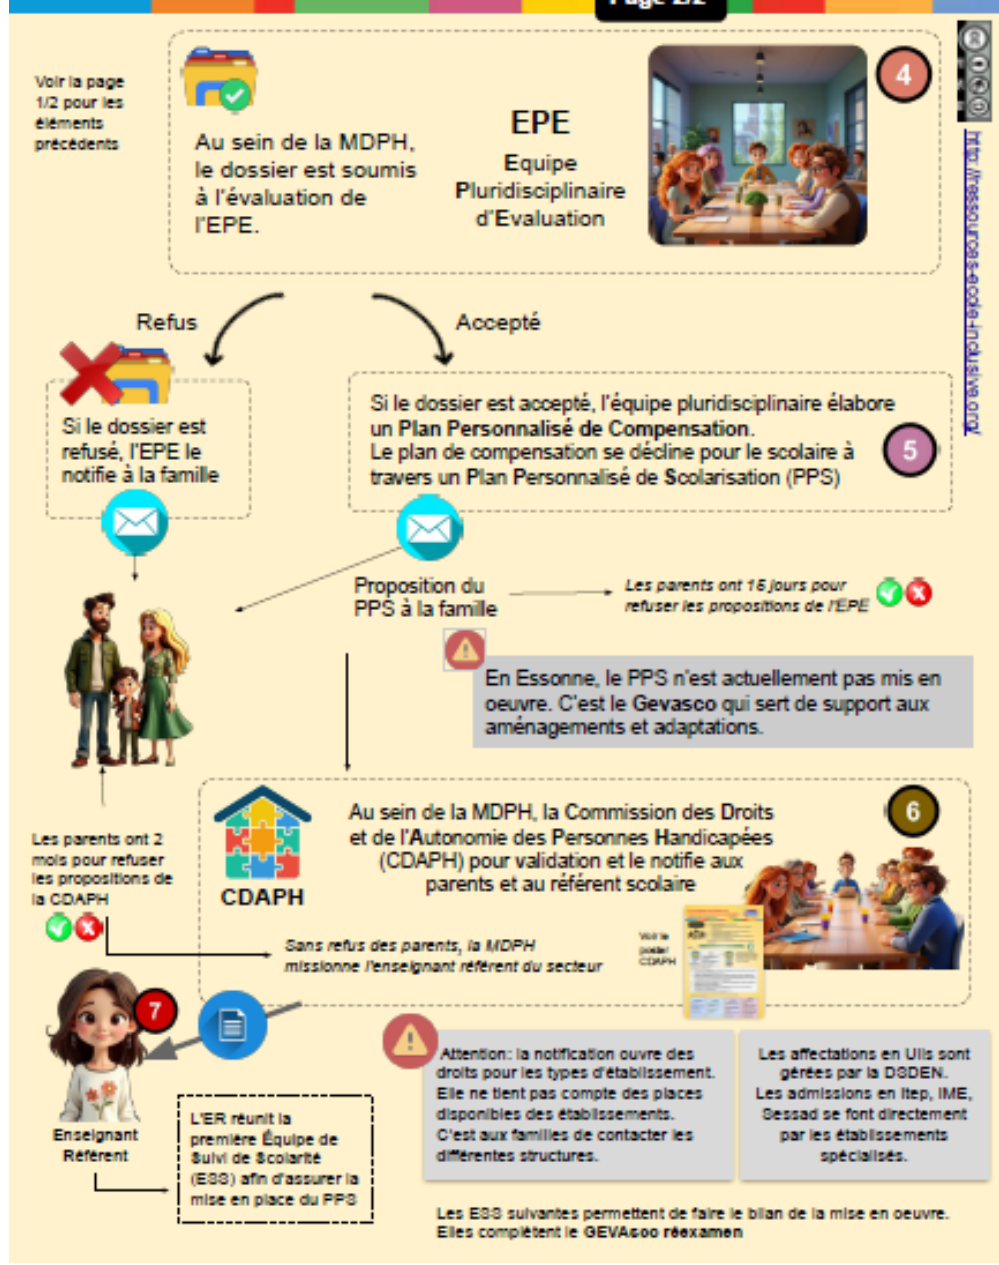 Page 2/2
Voir la page
1/2 pour les
éléments
précédents
Au sein de la MDPH,
le dossier est soumis
à l'évaluation de
l'EPE.
EPE
Equipe
Pluridisciplinaire
d'Evaluation
4
http://ressources-ecole-inclusive.org/
Refus
Accepté
Si le dossier est
refusé, l'EPE le
notifie à la famille
Si le dossier est accepté, l'équipe pluridisciplinaire élabore
un Plan Personnalisé de Compensation.
Le plan de compensation se décline pour le scolaire à
travers un Plan Personnalisé de Scolarisation (PPS)
5
Proposition du
PPS à la famille
Les parents ont 15 jours pour
refuser les propositions de l'EPE
En Essonne, le PPS n'est actuellement pas mis en
oeuvre. C'est le Gevasco qui sert de support aux
aménagements et adaptations.
Les parents ont 2
mois pour refuser
les propositions de
la CDAPH
CDAPH
Au sein de la MDPH, la Commission des Droits
et de l'Autonomie des Personnes Handicapées
(CDAPH) pour validation et le notifie aux
parents et au référent scolaire
6
Sans refus des parents, la MDPH
missionne l'enseignant référent du secteur
Voir le
poster
CDAPH
7
Enseignant
Référent
L'ER réunit la
première Équipe de
Suivi de Scolarité
(ESS) afin d'assurer la
mise en place du PPS
Attention: la notification ouvre des
droits pour les types d'établissement.
Elle ne tient pas compte des places
disponibles des établissements.
C'est aux familles de contacter les
différentes structures.
Les affectations en Ulis sont
gérées par la DSDEN.
Les admissions en Itep, IME,
Sessad se font directement
par les établissements
spécialisés.
Les ESS suivantes permettent de faire le bilan de la mise en oeuvre.
Elles complètent le GEVAsco réexamen